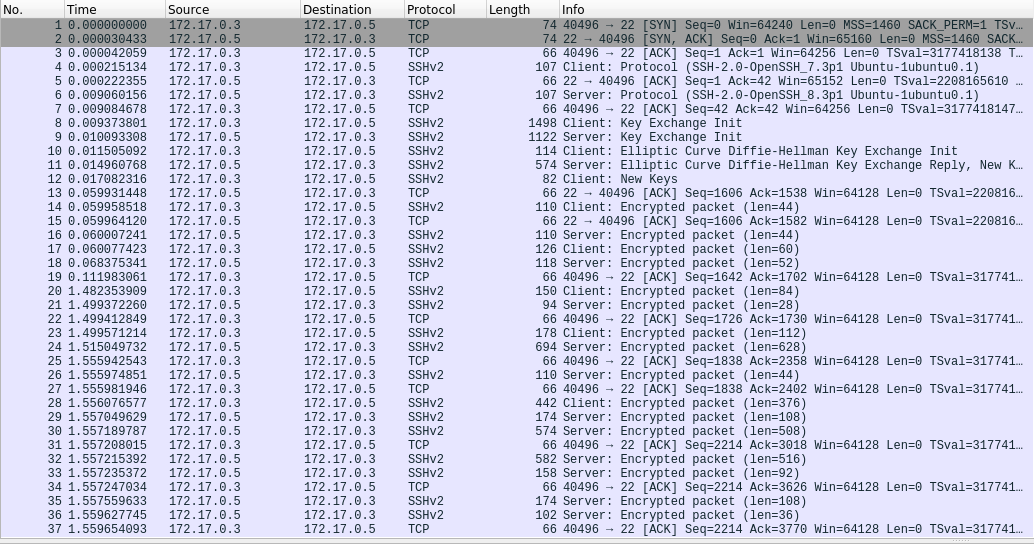 No. Time Source Destination Protocol Length Info
1 0.000000000 172.17.0.3 172.17.0.5 TCP 74 40496 → 22 [SYN] Seq=0 Win=64240 Len=0 MSS=1460 SACK_PERM=1 TSv…
2 0.000030433 172.17.0.5 172.17.0.3 TCP 74 22 → 40496 [SYN, ACK] Seq=0 Ack=1 Win=65160 Len=0 MSS=1460 SACK…
3 0.000042059 172.17.0.3 172.17.0.5 TCP 66 40496 → 22 [ACK] Seq=1 Ack=1 Win=64256 Len=0 TSval=3177418138 T…
4 0.000215134 172.17.0.3 172.17.0.5 SSHv2 107 Client: Protocol (SSH-2.0-OpenSSH_7.3p1 Ubuntu-1ubuntu0.1)
5 0.000222355 172.17.0.5 172.17.0.3 TCP 66 22 → 40496 [ACK] Seq=1 Ack=42 Win=65152 Len=0 TSval=2208165610 …
6 0.009060156 172.17.0.5 172.17.0.3 SSHv2 107 Server: Protocol (SSH-2.0-OpenSSH_8.3p1 Ubuntu-1ubuntu0.1)
7 0.009084678 172.17.0.3 172.17.0.5 TCP 66 40496 → 22 [ACK] Seq=42 Ack=42 Win=64256 Len=0 TSval=3177418147…
8 0.009373801 172.17.0.3 172.17.0.5 SSHv2 1498 Client: Key Exchange Init
9 0.010093308 172.17.0.5 172.17.0.3 SSHv2 1122 Server: Key Exchange Init
10 0.011505092 172.17.0.3 172.17.0.5 SSHv2 114 Client: Elliptic Curve Diffie-Hellman Key Exchange Init
11 0.014960768 172.17.0.5 172.17.0.3 SSHv2 574 Server: Elliptic Curve Diffie-Hellman Key Exchange Reply, New K…
12 0.017082316 172.17.0.3 172.17.0.5 SSHv2 82 Client: New Keys
13 0.059931448 172.17.0.5 172.17.0.3 TCP 66 22 → 40496 [ACK] Seq=1606 Ack=1538 Win=64128 Len=0 TSval=220816…
14 0.059958518 172.17.0.3 172.17.0.5 SSHv2 110 Client: Encrypted packet (len=44)
15 0.059964120 172.17.0.5 172.17.0.3 TCP 66 22 → 40496 [ACK] Seq=1606 Ack=1582 Win=64128 Len=0 TSval=220816…
16 0.060007241 172.17.0.5 172.17.0.3 SSHv2 110 Server: Encrypted packet (len=44)
17 0.060077423 172.17.0.3 172.17.0.5 SSHv2 126 Client: Encrypted packet (len=60)
18 0.068375341 172.17.0.5 172.17.0.3 SSHv2 118 Server: Encrypted packet (len=52)
19 0.111983061 172.17.0.3 172.17.0.5 TCP 66 40496 → 22 [ACK] Seq=1642 Ack=1702 Win=64128 Len=0 TSval=317741…
20 1.482353909 172.17.0.3 172.17.0.5 SSHv2 150 Client: Encrypted packet (len=84)
21 1.499372260 172.17.0.5 172.17.0.3 SSHv2 94 Server: Encrypted packet (len=28)
22 1.499412849 172.17.0.3 172.17.0.5 TCP 66 40496 → 22 [ACK] Seq=1726 Ack=1730 Win=64128 Len=0 TSval=317741…
23 1.499571214 172.17.0.3 172.17.0.5 SSHv2 178 Client: Encrypted packet (len=112)
24 1.515049732 172.17.0.5 172.17.0.3 SSHv2 694 Server: Encrypted packet (len=628)
25 1.555942543 172.17.0.3 172.17.0.5 TCP 66 40496 → 22 [ACK] Seq=1838 Ack=2358 Win=64128 Len=0 TSval=317741…
26 1.555974851 172.17.0.5 172.17.0.3 SSHv2 110 Server: Encrypted packet (len=44)
27 1.555981946 172.17.0.3 172.17.0.5 TCP 66 40496 → 22 [ACK] Seq=1838 Ack=2402 Win=64128 Len=0 TSval=317741…
28 1.556076577 172.17.0.3 172.17.0.5 SSHv2 442 Client: Encrypted packet (len=376)
29 1.557049629 172.17.0.5 172.17.0.3 SSHv2 174 Server: Encrypted packet (len=108)
30 1.557189787 172.17.0.5 172.17.0.3 SSHv2 574 Server: Encrypted packet (len=508)
31 1.557208015 172.17.0.3 172.17.0.5 TCP 66 40496 → 22 [ACK] Seq=2214 Ack=3018 Win=64128 Len=0 TSval=317741…
32 1.557215392 172.17.0.5 172.17.0.3 SSHv2 582 Server: Encrypted packet (len=516)
33 1.557235372 172.17.0.5 172.17.0.3 SSHv2 158 Server: Encrypted packet (len=92)
34 1.557247034 172.17.0.3 172.17.0.5 TCP 66 40496 → 22 [ACK] Seq=2214 Ack=3626 Win=64128 Len=0 TSval=317741…
35 1.557559633 172.17.0.5 172.17.0.3 SSHv2 174 Server: Encrypted packet (len=108)
36 1.559627745 172.17.0.5 172.17.0.3 SSHv2 102 Server: Encrypted packet (len=36)
37 1.559654093 172.17.0.3 172.17.0.5 TCP 66 40496 → 22 [ACK] Seq=2214 Ack=3770 Win=64128 Len=0 TSval=317741…